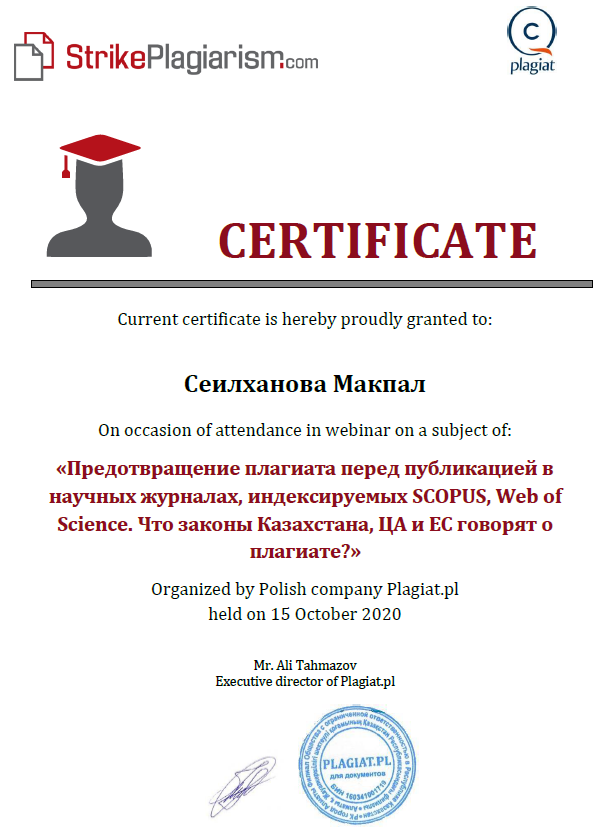 StrikePlagiarism.com
C
plagiat
CERTIFICATE
Current certificate is hereby proudly granted to:
Сеилханова Макпал
On occasion of attendance in webinar on a subject of:
«Предотвращение плагиата перед публикацией в
научных журналах, индексируемых SCOPUS, Web of
Science. Что законы Казахстана, ЦА и ЕС говорят о
плагиате?»
Organized by Polish company Plagiat.pl
held on 15 October 2020
Mr. Ali Tahmazov
Executive director of Plagiat.pl
PLAGIAT.PL
для документов